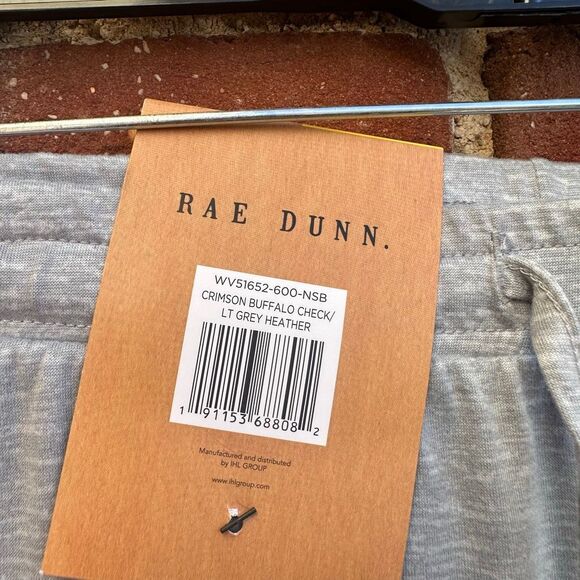 RAE DUNN.
WV51652-600-NSB
CRIMSON BUFFALO CHECK/
LT GREY HEATHER
1 91153 68808 2
Manufactured and distributed
by IHL GROUP
www.ihlgroup.com